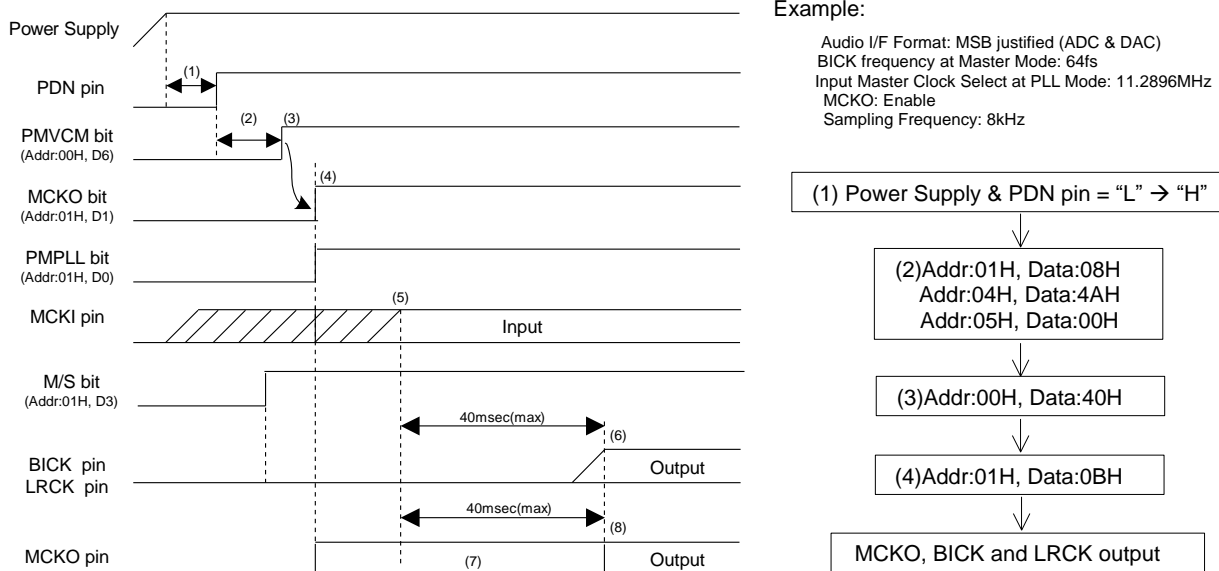 Power Supply
(1)
PDN pin
(2)
(3)
PMVCM bit
(Addr:00H, D6)
(4)
MCKO bit
(Addr:01H, D1)
PMPLL bit
(Addr:01H, D0)
(5)
MCKI pin
Input
M/S bit
(Addr:01H, D3)
40msec(max)
(6)
BICK pin
LRCK pin
Output
40msec(max)
(8)
MCKO pin
(7)
Output
Example:
Audio I/F Format: MSB justified (ADC & DAC)
BICK frequency at Master Mode: 64fs
Input Master Clock Select at PLL Mode: 11.2896MHz
MCKO: Enable
Sampling Frequency: 8kHz
(1) Power Supply & PDN pin = “L” → “H”
(2)Addr:01H, Data:08H
Addr:04H, Data:4AH
Addr:05H, Data:00H
(3)Addr:00H, Data:40H
(4)Addr:01H, Data:0BH
MCKO, BICK and LRCK output